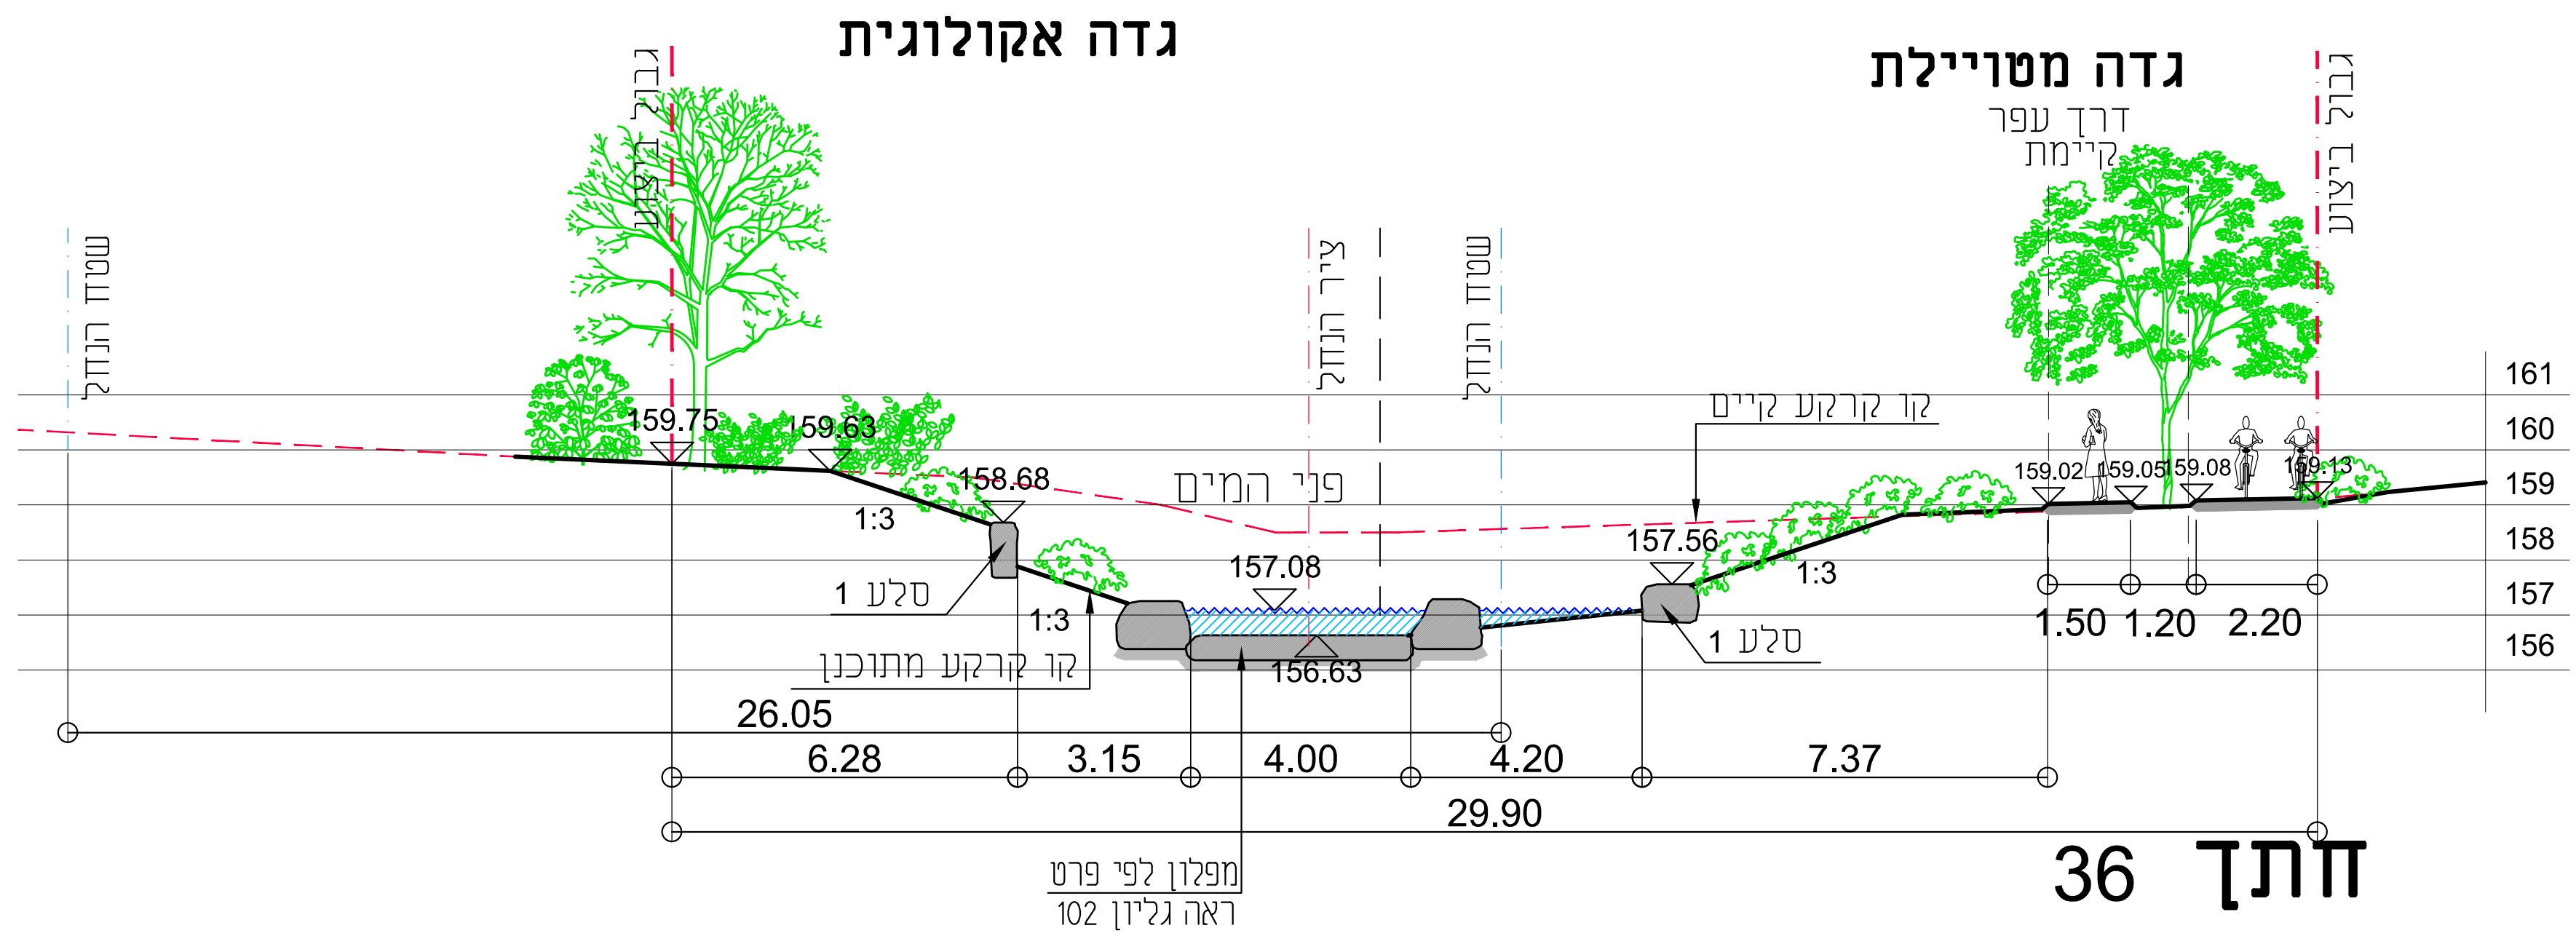 גדה אקולוגית
גדה מטויילת
דרך עפר
קיימת
גבול ביצוע
גבול ביצוע
שטח הנחל
ציר הנחל
שטח הנחל
161
160
159
158
157
156
קו קרקע קיים
159.75
159.63
158.68
פני המים
157.08
157.56
159.02
159.05
159.08
159.13
1:3
1:3
1:3
סלע 1
סלע 1
קו קרקע מתוכנן
156.63
1.50
1.20
2.20
26.05
6.28
3.15
4.00
4.20
7.37
29.90
מפלון לפי פרט
ראה גליון 102
חתך 36